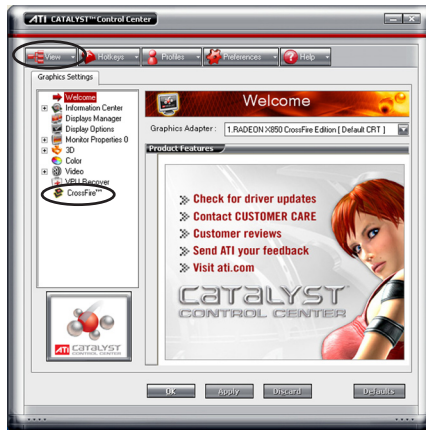 ATI CATALYST™ Control Center
View Hotkeys Profiles Preferences Help
Graphics Settings
Welcome
Information Center
Displays Manager
Display Options
Monitor Properties 0
3D
Color
Video
VPU Recover
CrossFire™
Welcome
Graphics Adapter : 1.RADEON X850 CrossFire Edition [ Default CRT ]
Product Features
Check for driver updates
Contact CUSTOMER CARE
Customer reviews
Send ATI your feedback
Visit ati.com
CATALYST
CONTROL CENTER
ATI CATALYST
CONTROL CENTER
OK Apply Discard Defaults